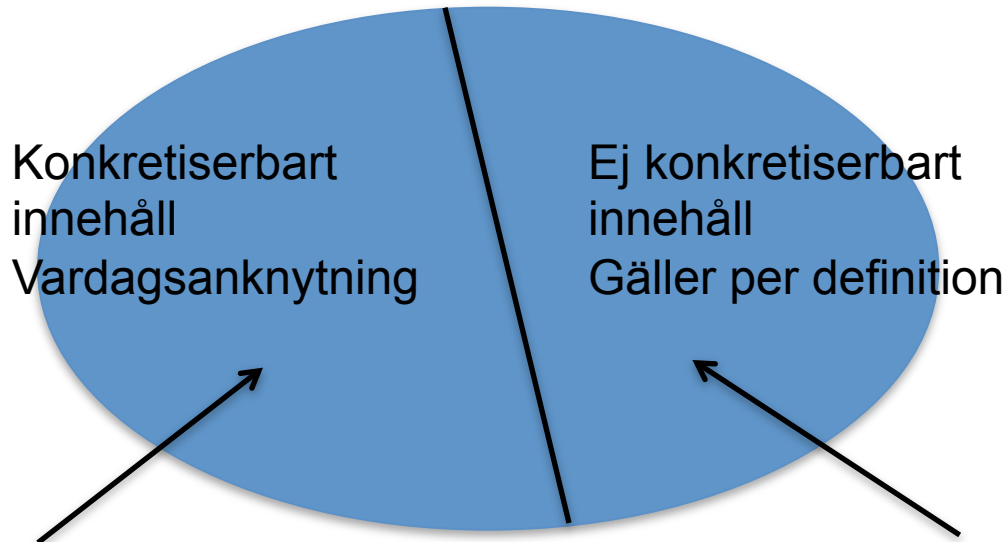 Konkretiserbart
innehåll
Vardagsanknytning
Ej konkretiserbart
innehåll
Gäller per definition